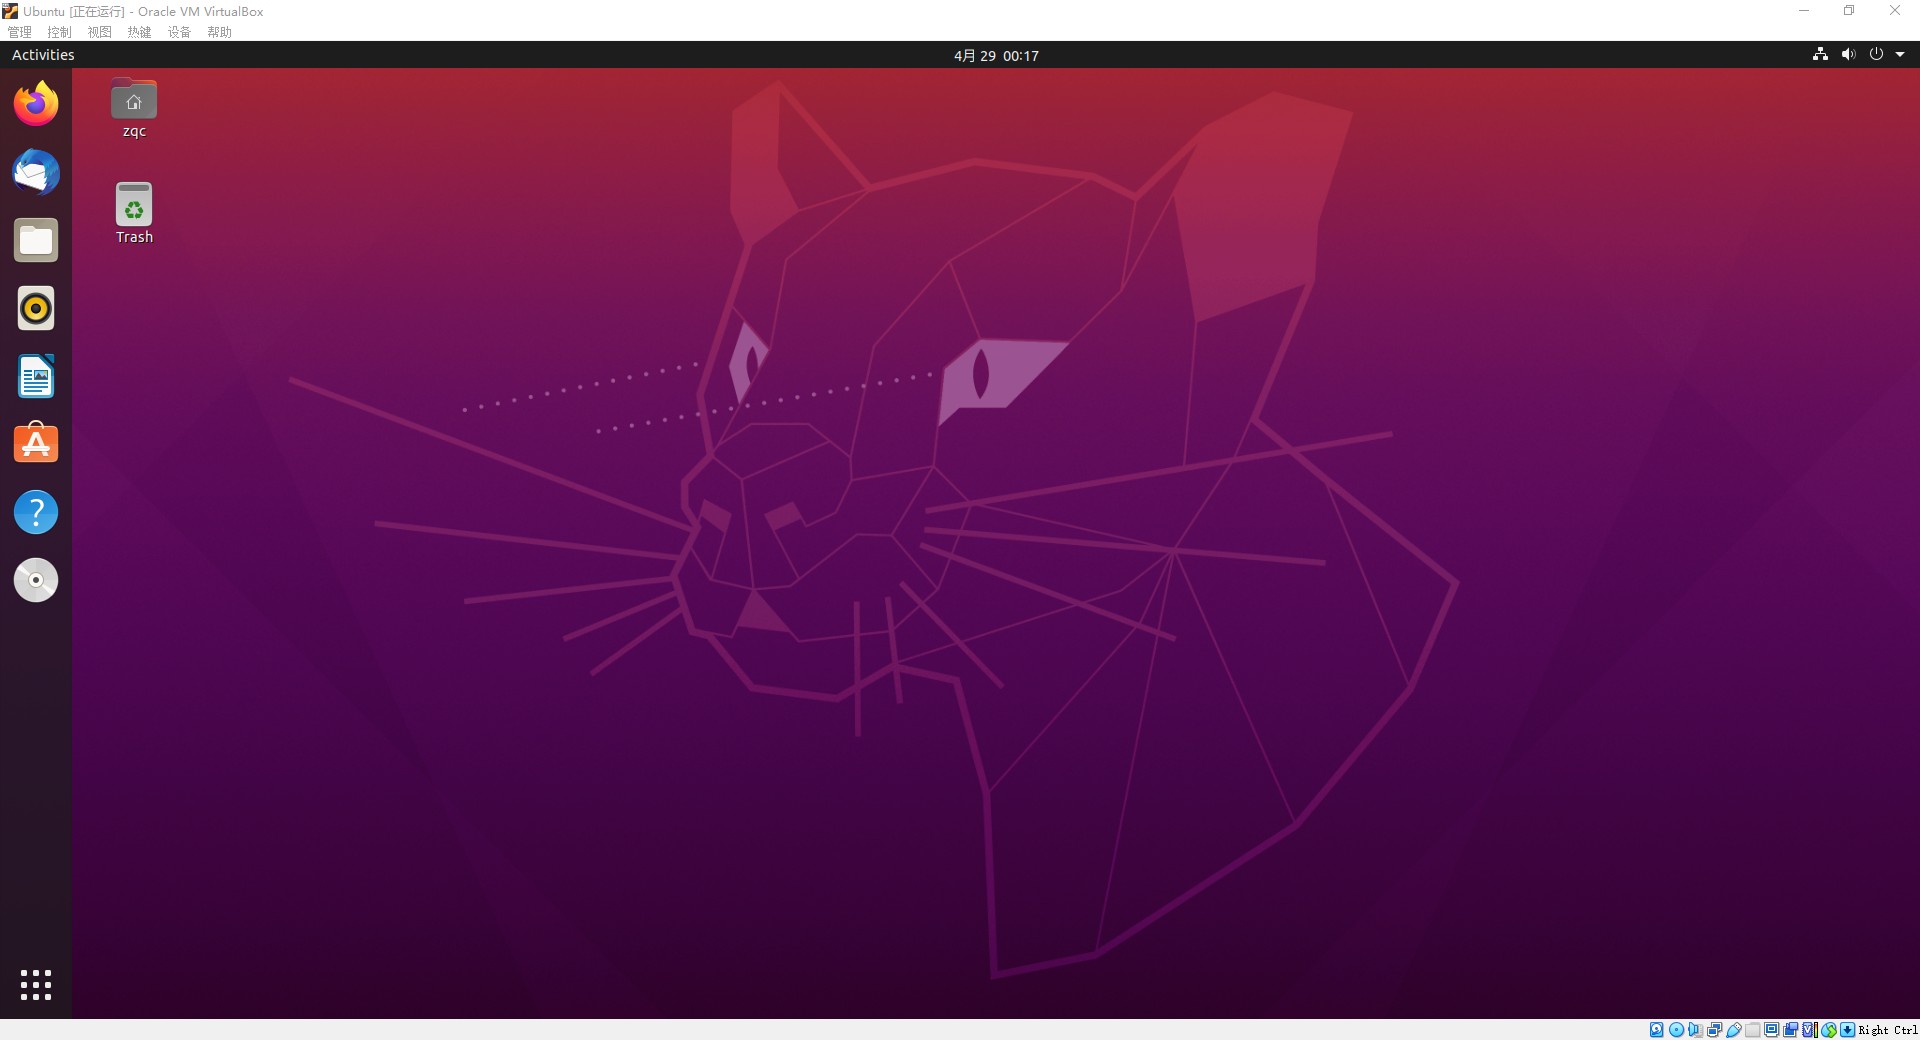 Ubuntu [正在运行] - Oracle VM VirtualBox
管理 控制 视图 热键 设备 帮助
Activities 4月 29 00:17
zqc
Trash
Right Ctrl